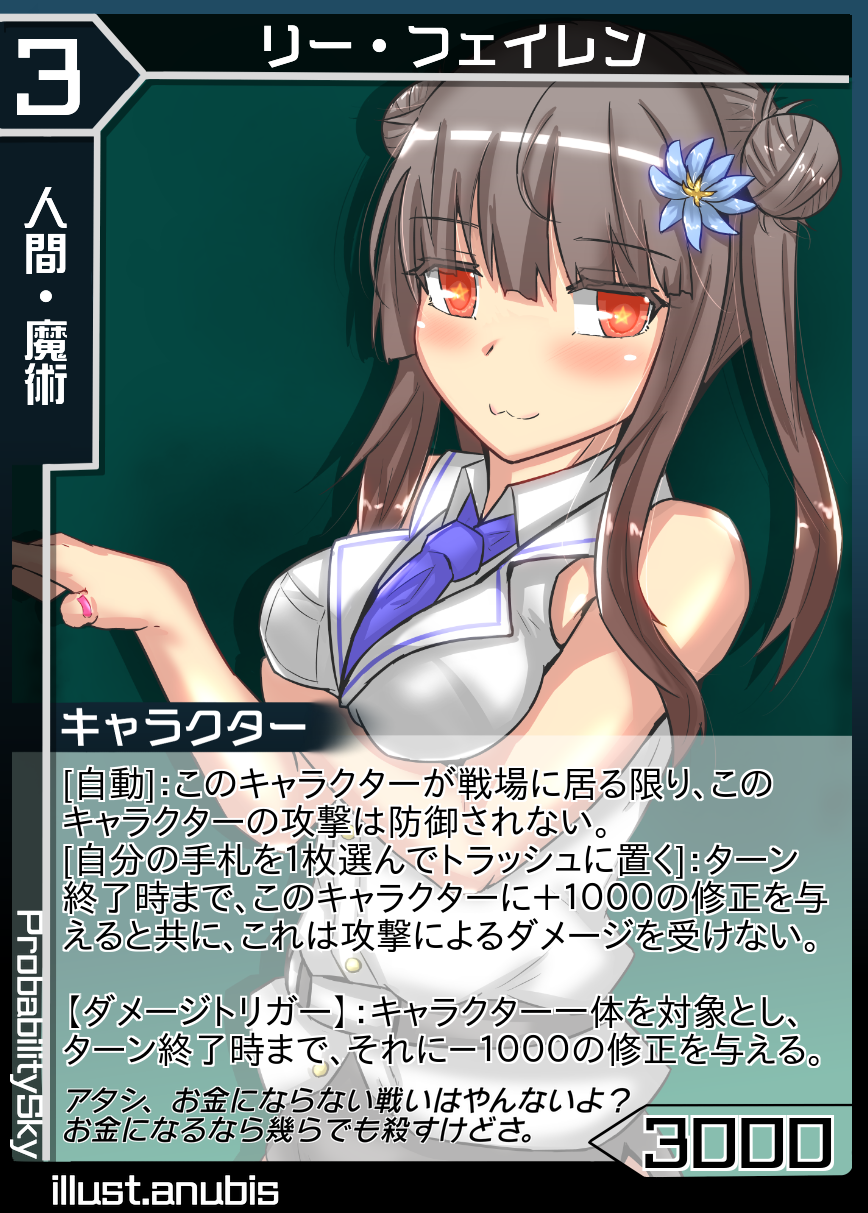 3
リー・フェイレン
人間・魔術
キャラクター
[自動]：このキャラクターが戦場に居る限り、この
キャラクターの攻撃は防御されない。
[自分の手札を1枚選んでトラッシュに置く]：ターン
終了時まで、このキャラクターに＋1000の修正を与
えると共に、これは攻撃によるダメージを受けない。
【ダメージトリガー】：キャラクター一体を対象とし、
ターン終了時まで、それに－1000の修正を与える。
アタシ、お金にならない戦いはやんないよ？
お金になるなら幾らでも殺すけどさ。
3000
ProbabilitySky
illust.anubis